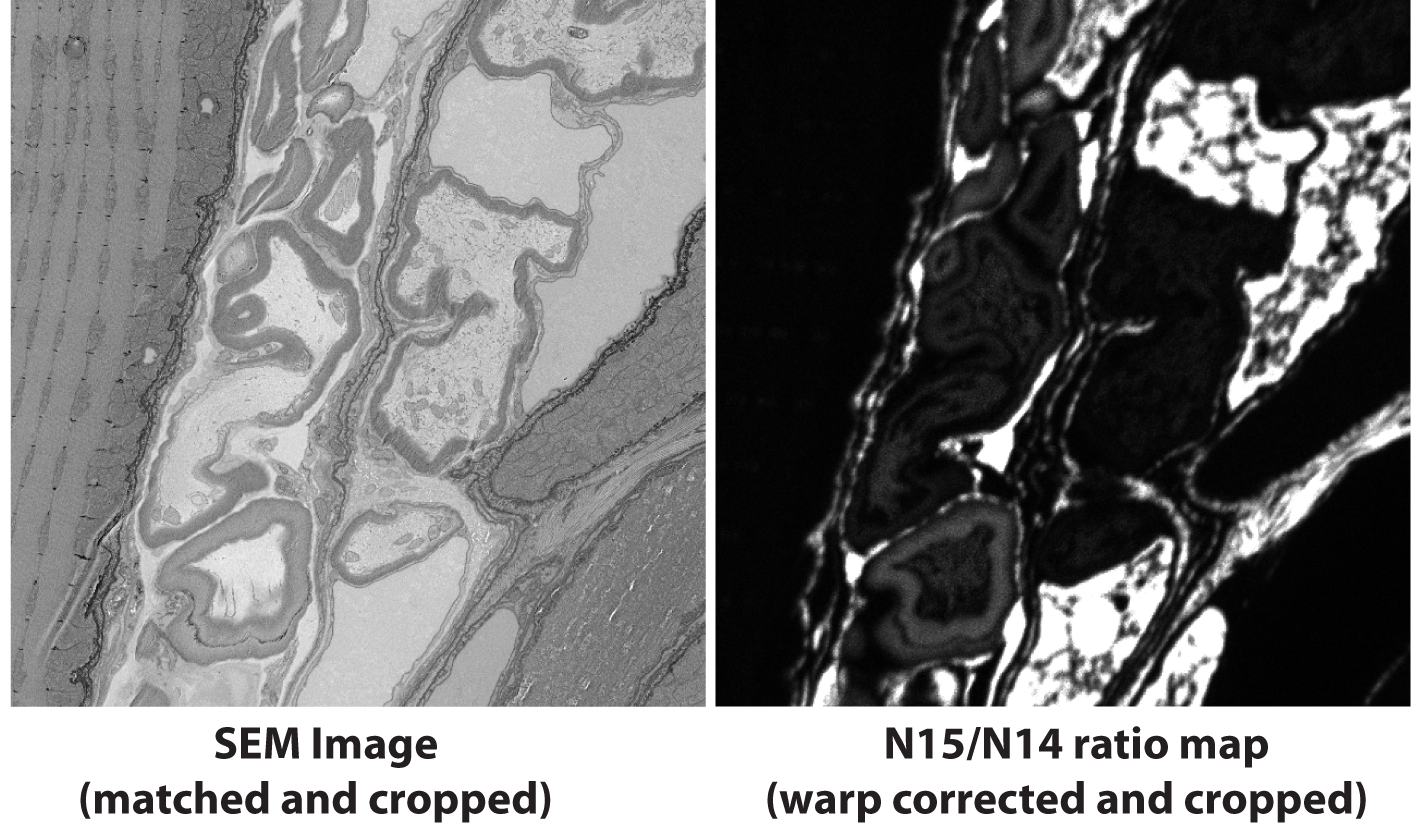 SEM Image
(matched and cropped)
N15/N14 ratio map
(warp corrected and cropped)